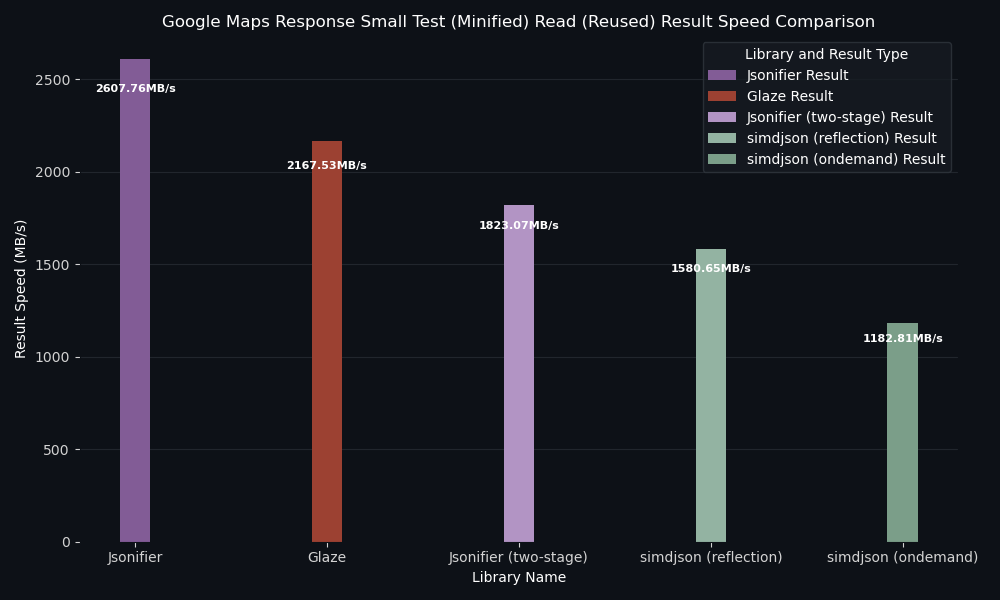 Google Maps Response Small Test (Minified) Read (Reused) Result Speed Comparison
Library and Result Type
Jsonifier Result
Glaze Result
Jsonifier (two-stage) Result
simdjson (reflection) Result
simdjson (ondemand) Result
Result Speed (MB/s)
2500
2000
1500
1000
500
0
2607.76MB/s
2167.53MB/s
1823.07MB/s
1580.65MB/s
1182.81MB/s
Jsonifier
Glaze
Jsonifier (two-stage)
simdjson (reflection)
simdjson (ondemand)
Library Name